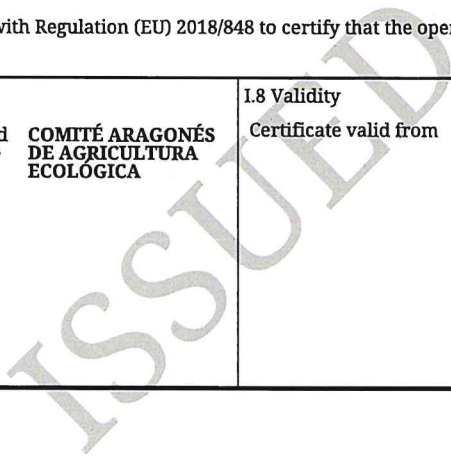 with Regulation (EU) 2018/848 to certify that the oper
d COMITÉ ARAGONÉS
DE AGRICULTURA
ECOLÓGICA
I.8 Validity
Certificate valid from
ISSUED